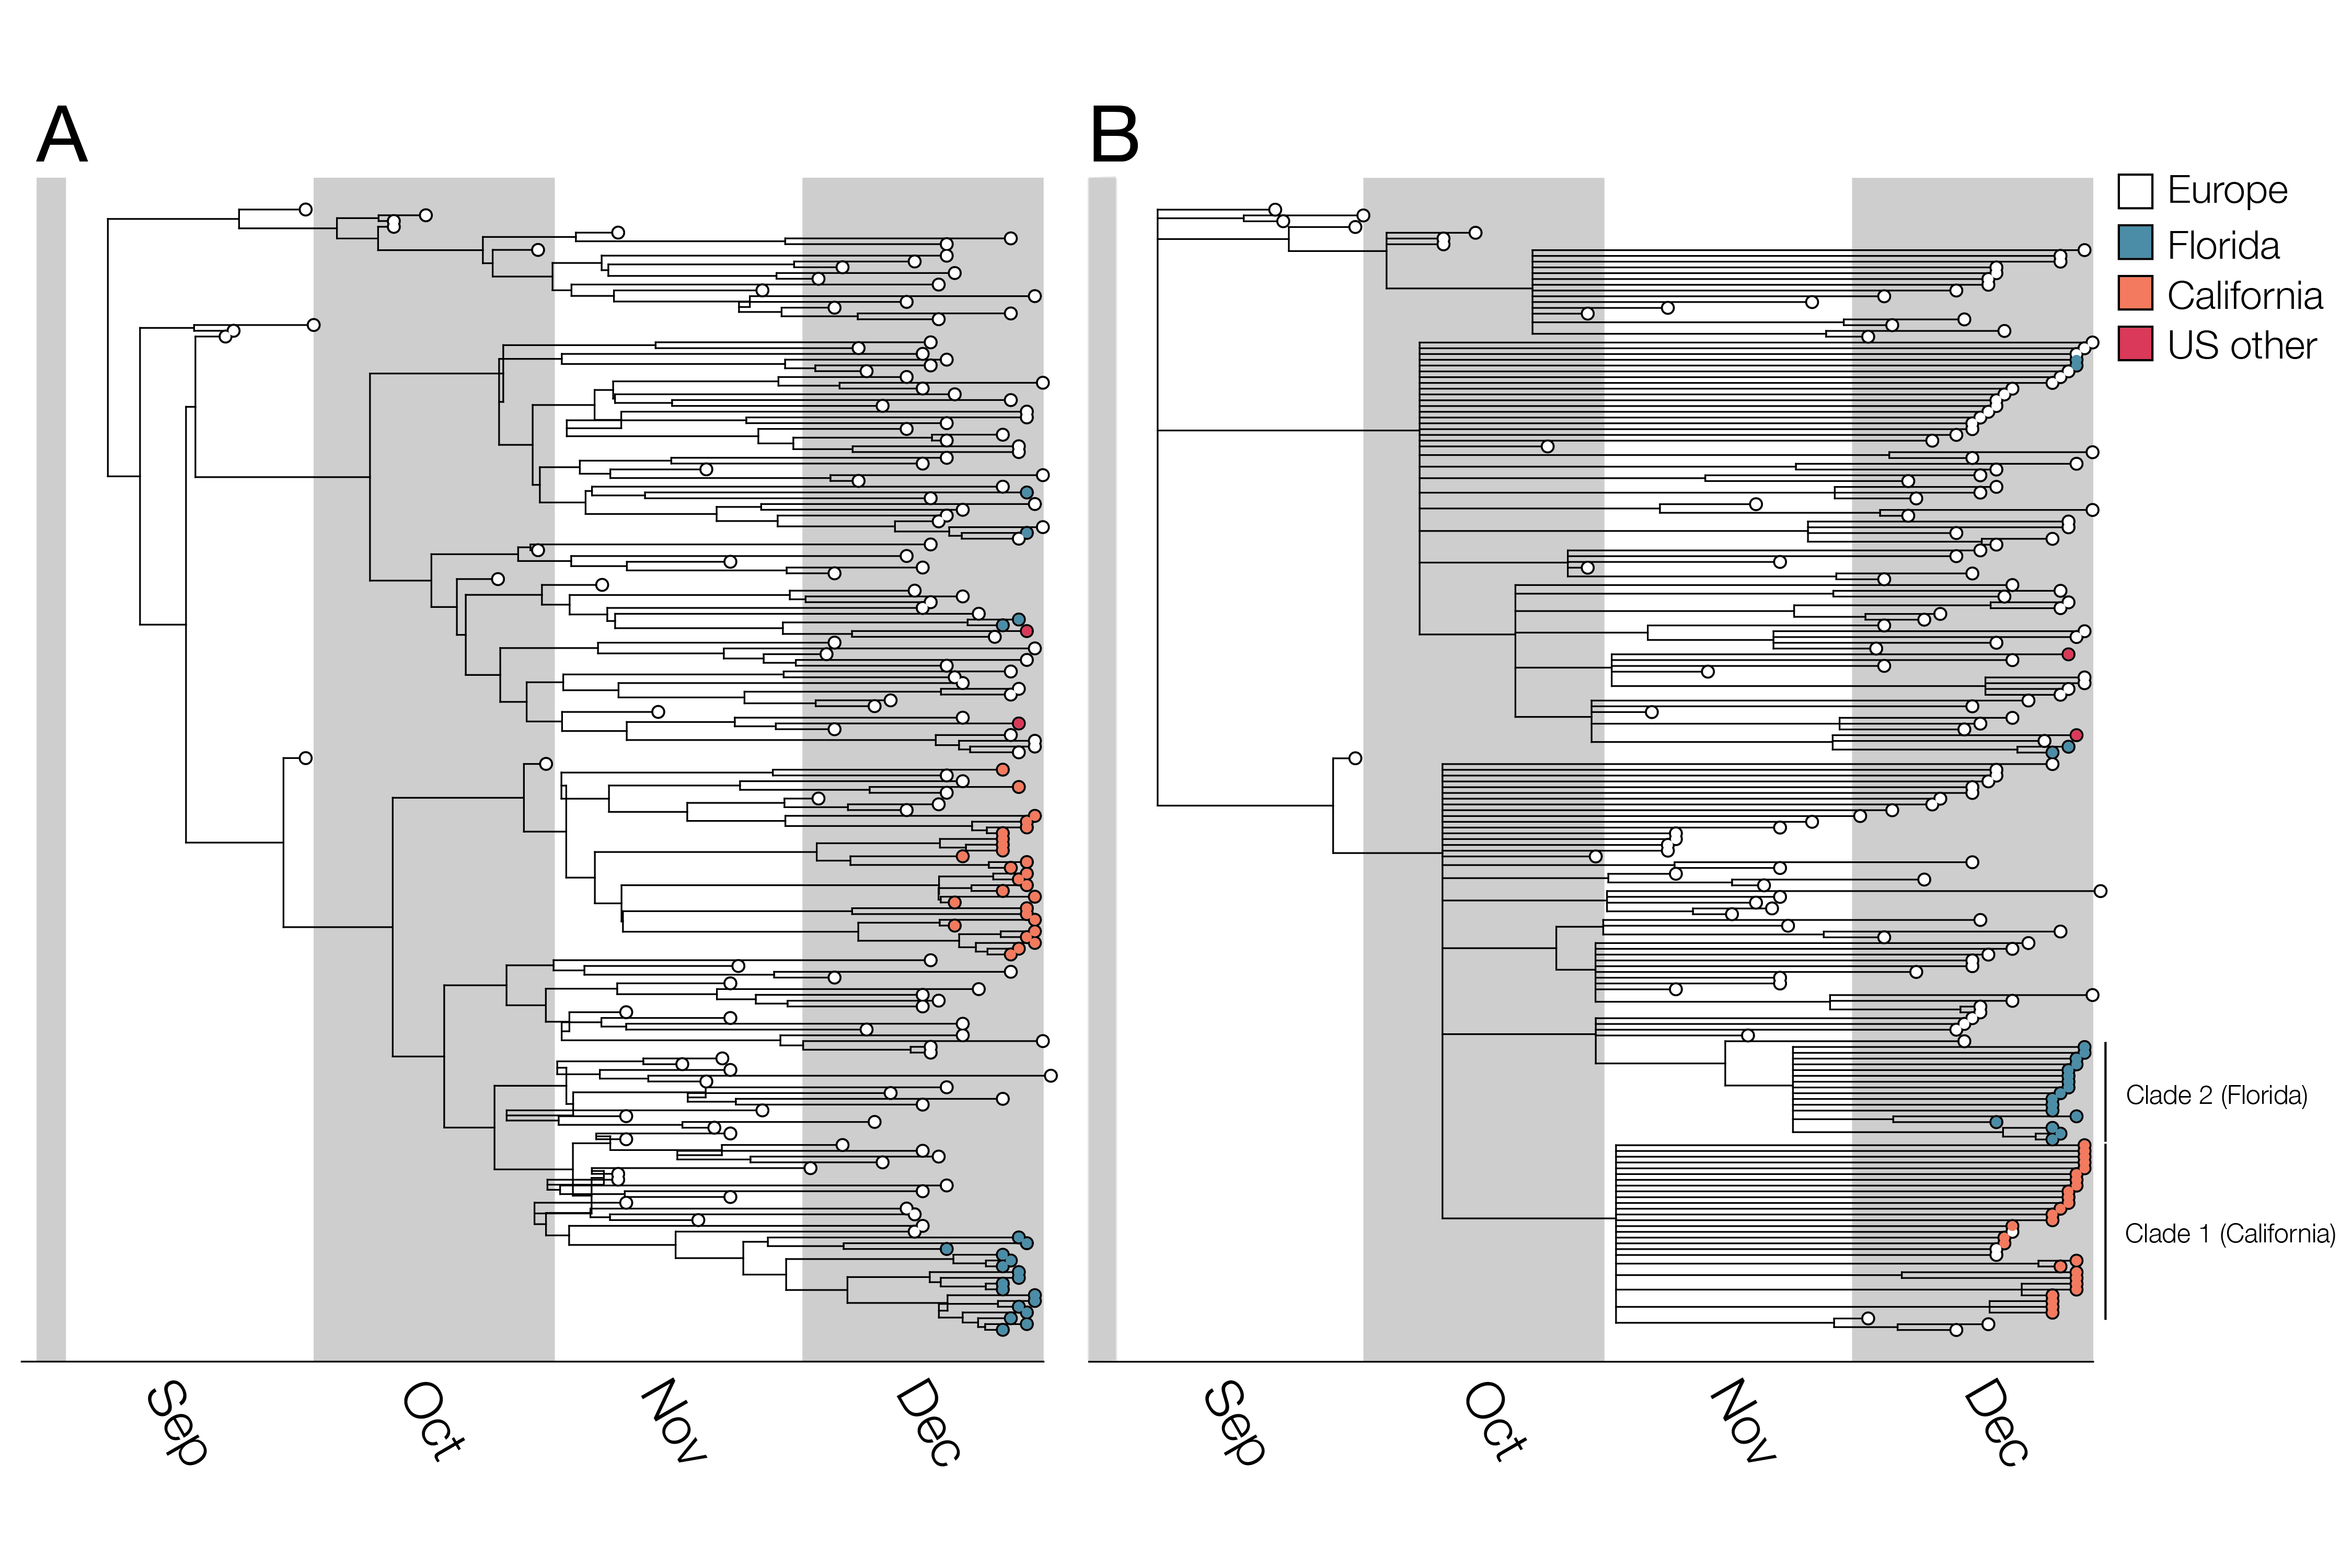 A
B
Europe
Florida
California
US other
Clade 2 (Florida)
Clade 1 (California)
Sep
Oct
Nov
Dec
Sep
Oct
Nov
Dec